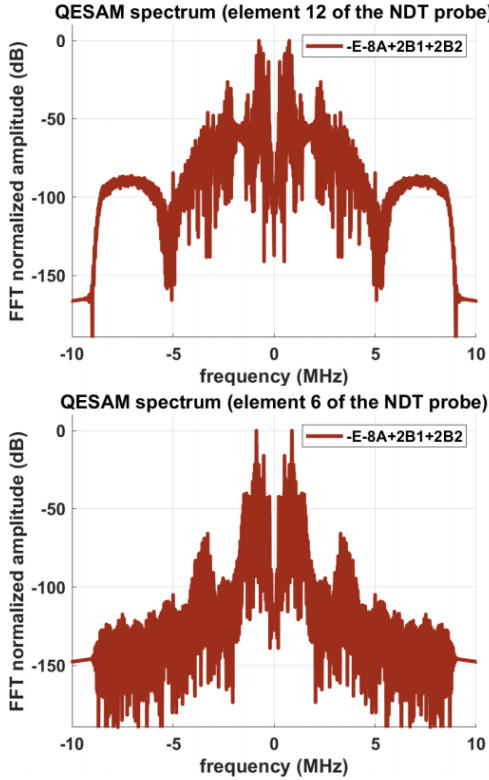 QESAM spectrum (element 12 of the NDT probe)
FFT normalized amplitude (dB)
0
-50
-100
-150
-E-8A+2B1+2B2
-10 -5 0 5 10
frequency (MHz)
QESAM spectrum (element 6 of the NDT probe)
FFT normalized amplitude (dB)
0
-50
-100
-150
-E-8A+2B1+2B2
-10 -5 0 5 10
frequency (MHz)